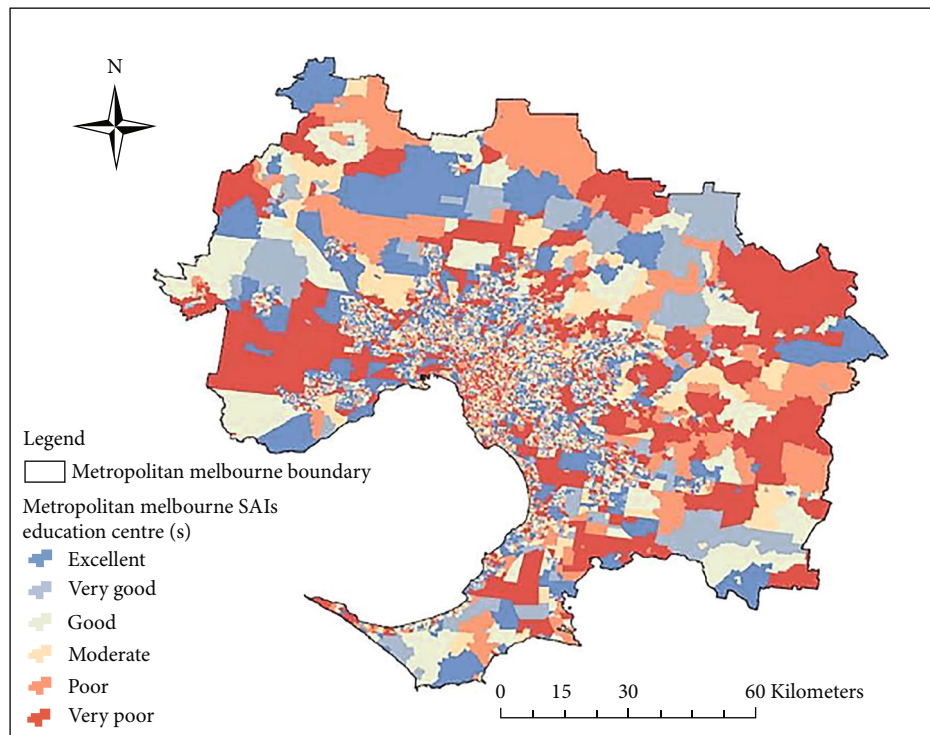 N
Legend
Metropolitan melbourne boundary
Metropolitan melbourne SAIs
education centre (s)
Excellent
Very good
Good
Moderate
Poor
Very poor
0 15 30 60 Kilometers